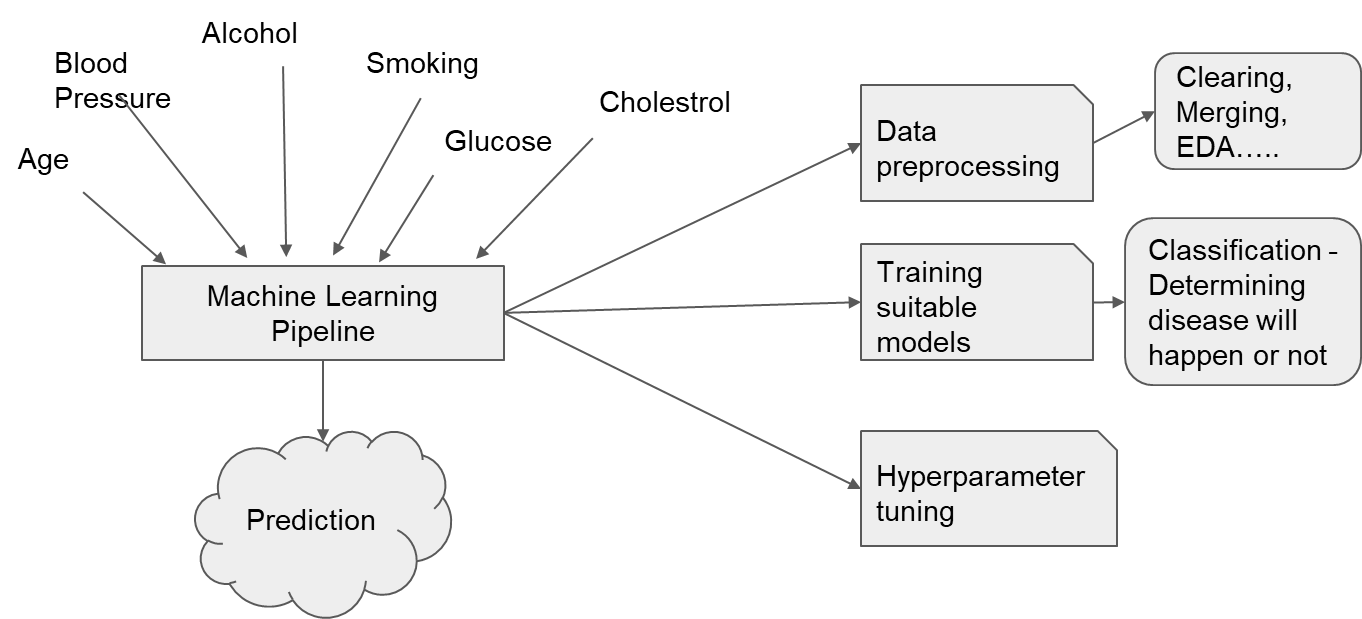 Alcohol
Blood
Pressure
Smoking
Cholestrol
Glucose
Age
Machine Learning
Pipeline
Prediction
Data
preprocessing
Clearing,
Merging,
EDA.....
Training
suitable
models
Classification -
Determining
disease will
happen or not
Hyperparameter
tuning